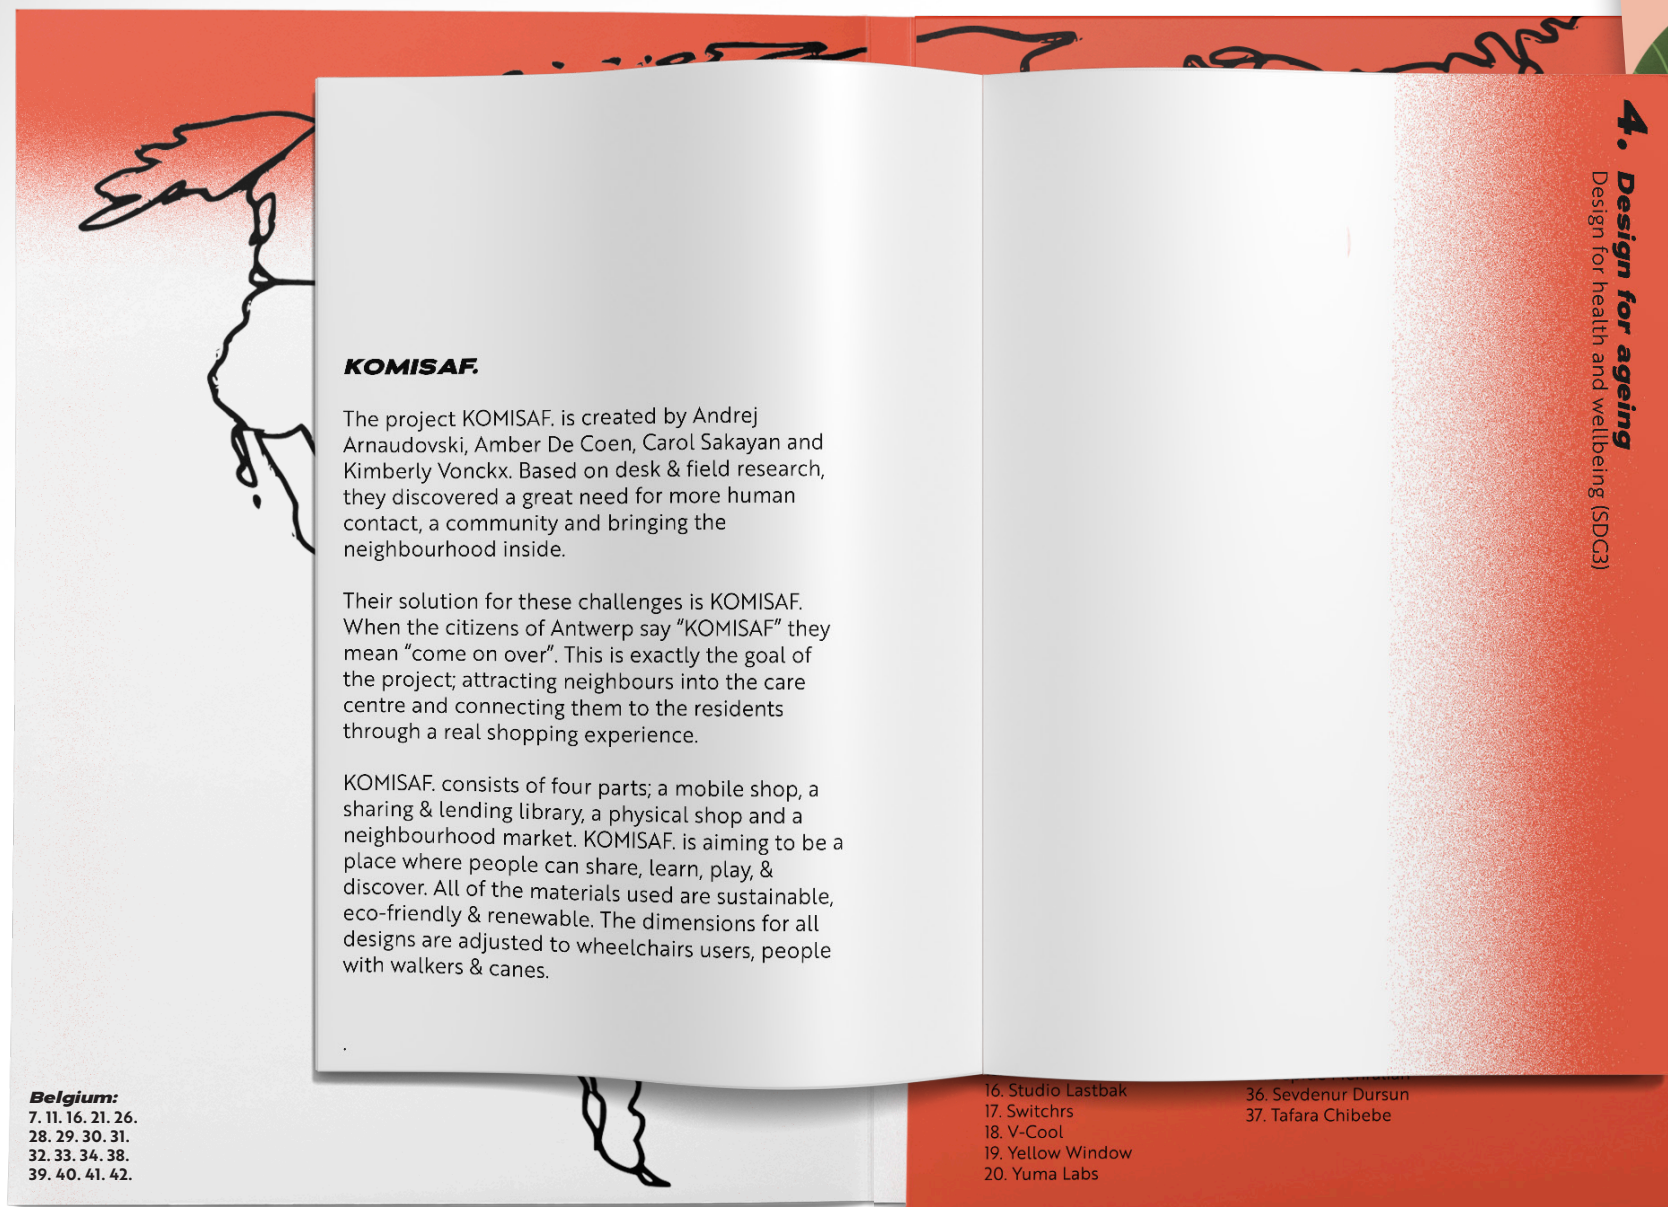 KOMISAF.
The project KOMISAF. is created by Andrej
Arnaudovski, Amber De Coen, Carol Sakayan and
Kimberly Vonckx. Based on desk & field research,
they discovered a great need for more human
contact, a community and bringing the
neighbourhood inside.
Their solution for these challenges is KOMISAF.
When the citizens of Antwerp say “KOMISAF” they
mean “come on over”. This is exactly the goal of
the project; attracting neighbours into the care
centre and connecting them to the residents
through a real shopping experience.
KOMISAF. consists of four parts; a mobile shop, a
sharing & lending library, a physical shop and a
neighbourhood market. KOMISAF. is aiming to be a
place where people can share, learn, play, &
discover. All of the materials used are sustainable,
eco-friendly & renewable. The dimensions for all
designs are adjusted to wheelchairs users, people
with walkers & canes.
.
4. Design for ageing
Design for health and wellbeing (SDG3)
Belgium:
7. 11. 16. 21. 26.
28. 29. 30. 31.
32. 33. 34. 38.
39. 40. 41. 42.
16. Studio Lastbak
17. Switchrs
18. V-Cool
19. Yellow Window
20. Yuma Labs
36. Sevdenur Dursun
37. Tafara Chibebe